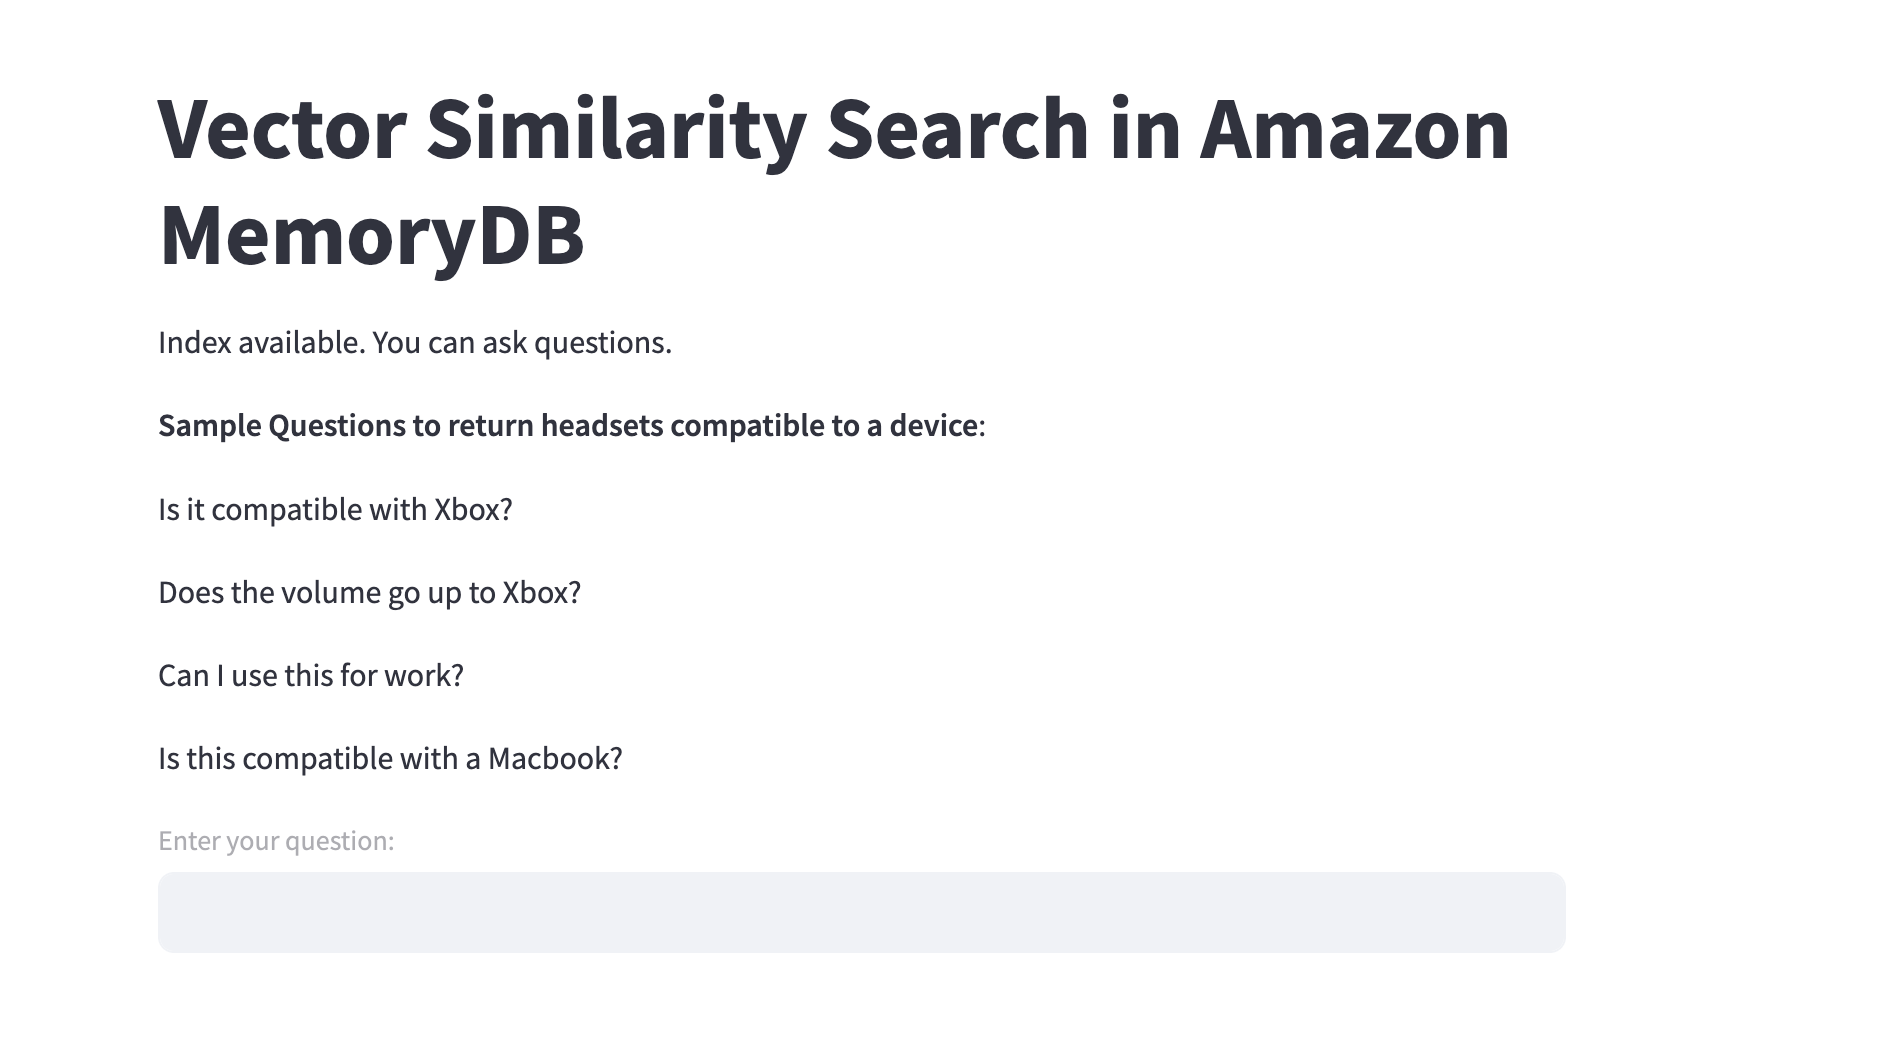 Vector Similarity Search in Amazon
MemoryDB
Index available. You can ask questions.
Sample Questions to return headsets compatible to a device:
Is it compatible with Xbox?
Does the volume go up to Xbox?
Can I use this for work?
Is this compatible with a Macbook?
Enter your question: